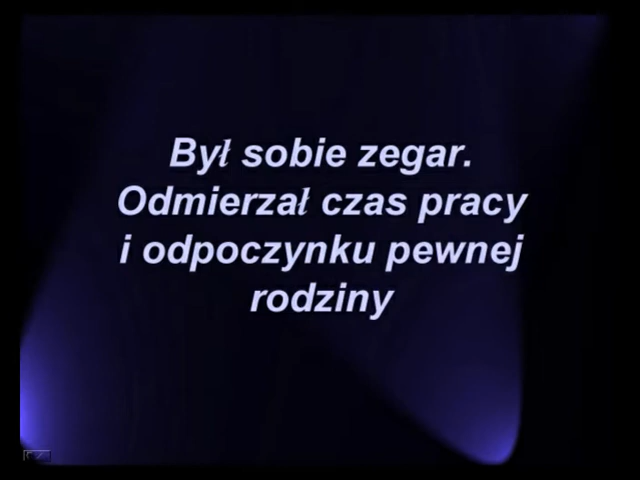 Był sobie zegar.
Odmierzał czas pracy
i odpoczynku pewnej
rodziny